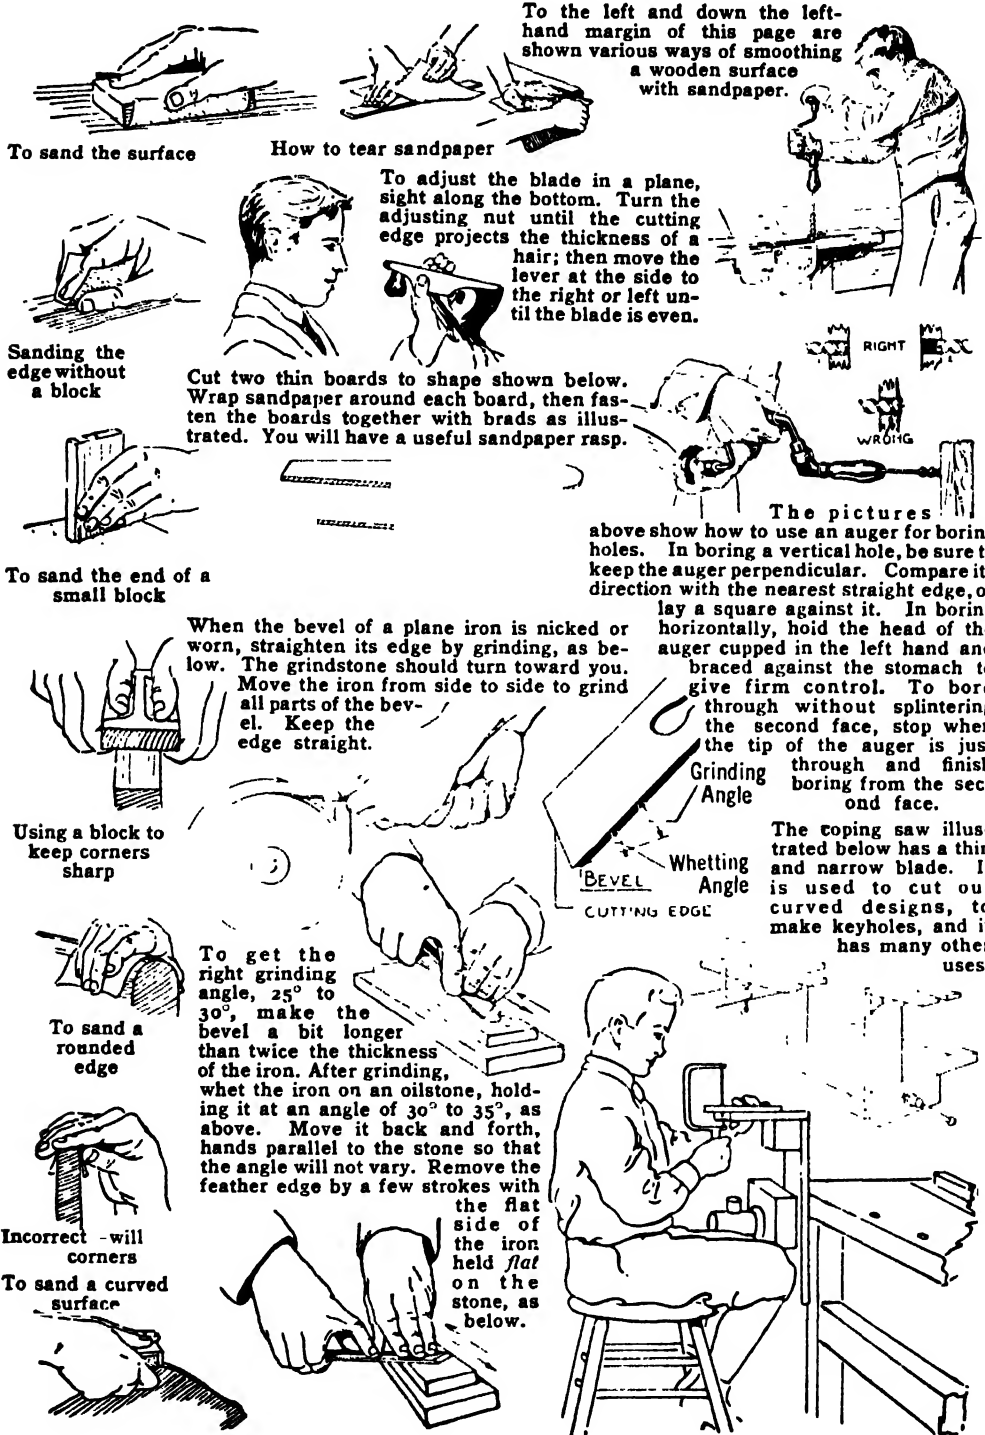 To the left and down the left-
hand margin of this page are
shown various ways of smoothing
a wooden surface
with sandpaper.
To sand the surface
How to tear sandpaper
To adjust the blade in a plane,
sight along the bottom. Turn the
adjusting nut until the cutting
edge projects the thickness of a
hair; then move the
lever at the side to
the right or left un-
til the blade is even.
Sanding the
edge without
a block
RIGHT
WRONG
Cut two thin boards to shape shown below.
Wrap sandpaper around each board, then fas-
ten the boards together with brads as illus-
trated. You will have a useful sandpaper rasp.
To sand the end of a
small block
The pictures
above show how to use an auger for borin
holes. In boring a vertical hole, be sure t
keep the auger perpendicular. Compare it
direction with the nearest straight edge, o
lay a square against it. In borin
horizontally, hoid the head of th
auger cupped in the left hand an
braced against the stomach t
give firm control. To bor
through without splintering
the second face, stop when
the tip of the auger is jus
through and finish
boring from the sec
ond face.
When the bevel of a plane iron is nicked or
worn, straighten its edge by grinding, as be-
low. The grindstone should turn toward you.
Move the iron from side to side to grind
all parts of the bev-
el. Keep the
edge straight.
Grinding
Angle
Whetting
Angle
BEVEL
CUTTING EDGE
Using a block to
keep corners
sharp
The coping saw illus-
trated below has a thin
and narrow blade. I
is used to cut ou
curved designs, to
make keyholes, and i
has many other
uses
To get the
right grinding
angle, 25° to
30°, make the
bevel a bit longer
than twice the thickness
of the iron. After grinding,
whet the iron on an oilstone, hold-
ing it at an angle of 30° to 35°, as
above. Move it back and forth,
hands parallel to the stone so that
the angle will not vary. Remove the
feather edge by a few strokes with
the flat
side of
the iron
held flat
on the
stone, as
below.
To sand a
rounded
edge
Incorrect -will
corners
To sand a curved
surface